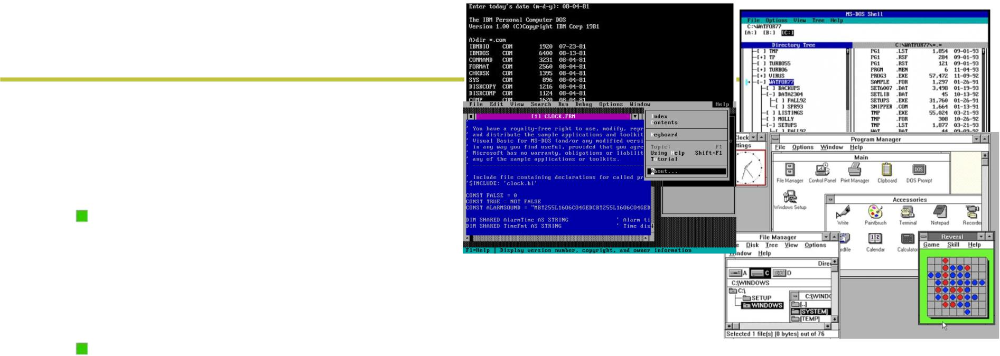 Enter today's date (m-d-y): 08-04-81
The IBM Personal Computer DOS
Version 1.00 (C)Copyright IBM Corp 1981
A>dir *.com
IBMBIO COM 1920 07-23-81
IBMDOS COM 6400 08-13-81
COMMAND COM 3231 08-04-81
FORMAT COM 2560 08-04-81
CHKDSK COM 1395 08-04-81
SYS COM 896 08-04-81
DISKCOPY COM 1216 08-04-81
DISKCOMP COM 1124 08-04-81
COMP COM 1620 08-04-81
File Edit View Search Run Debug Options Window Help
[1] CLOCK.FRM
' You have a royalty-free right to use, modify, repr
' and distribute the sample applications and toolkit
' Visual Basic for MS-DOS (and/or any modified versi
' in any way you find useful, provided that you agre
' Microsoft has no warranty, obligations or liabilit
' any of the sample applications or toolkits.
' Include file containing declarations for called pr
'$INCLUDE: 'clock.bi'
CONST FALSE = 0
CONST TRUE = NOT FALSE
CONST ALARMSOUND = "MBT255L16O6CO4GEDCBT255L16O6CO4GED
DIM SHARED AlarmTime AS STRING ' Alarm ti
DIM SHARED TimeFmt AS STRING ' Time dis
Index
Contents
Keyboard
Topic: F1
Using Help Shift+F1
Tutorial
About...
F1=Help | Display version number, copyright, and owner information
MS-DOS Shell
File Options View Tree Help
C:\WATFOR77
[A:] [B:] [C:]
Directory Tree
[ ] TMP
[+] TP
[ ] TURBO55
[+] TURBO6
[+] VIRUS
[-] WATFOR77
[ ] BACKUPS
[-] DATA2304
[ ] FALL92
[ ] SPR93
[ ] LISTINGS
[ ] MOLLY
[-] SETUPS
[ ] FALL92
C:\WATFOR77\*.*
PG1 .LST 1,854 09-01-93
PG1 .RSF 284 09-01-93
PG1 .RST 121 09-01-93
PRGM .MEN 6 11-04-93
PROG3 .EXE 57,472 11-09-92
SAMPLE .FOR 1,297 01-26-91
SET6007 .DAT 3,498 01-19-93
SETLIB .BAT 45 10-13-92
SETUPS .EXE 31,760 01-26-91
SNIPPER .COM 1,664 01-13-91
TMP .EXE 55,024 03-21-93
TMP .FOR 308 10-26-92
TMP .LST 1,877 03-21-93
WAT .BAT 44 09-09-92
Clock
ttings
Program Manager
File Options Window Help
Main
File Manager Control Panel Print Manager Clipboard DOS Prompt
DOS
Windows Setup
Accessories
Write Paintbrush Terminal Notepad Recorder
rdfile Calendar Calculator
File Manager
e Disk Tree View Options
Window Help
Direc
A C D
C:\WINDOWS
C:\
SETUP
WINDOWS
C:\WIND
[..]
[SYSTEM]
[TEMP]
Selected 1 file(s) (0 bytes) out of 76
Reversi
Game Skill Help